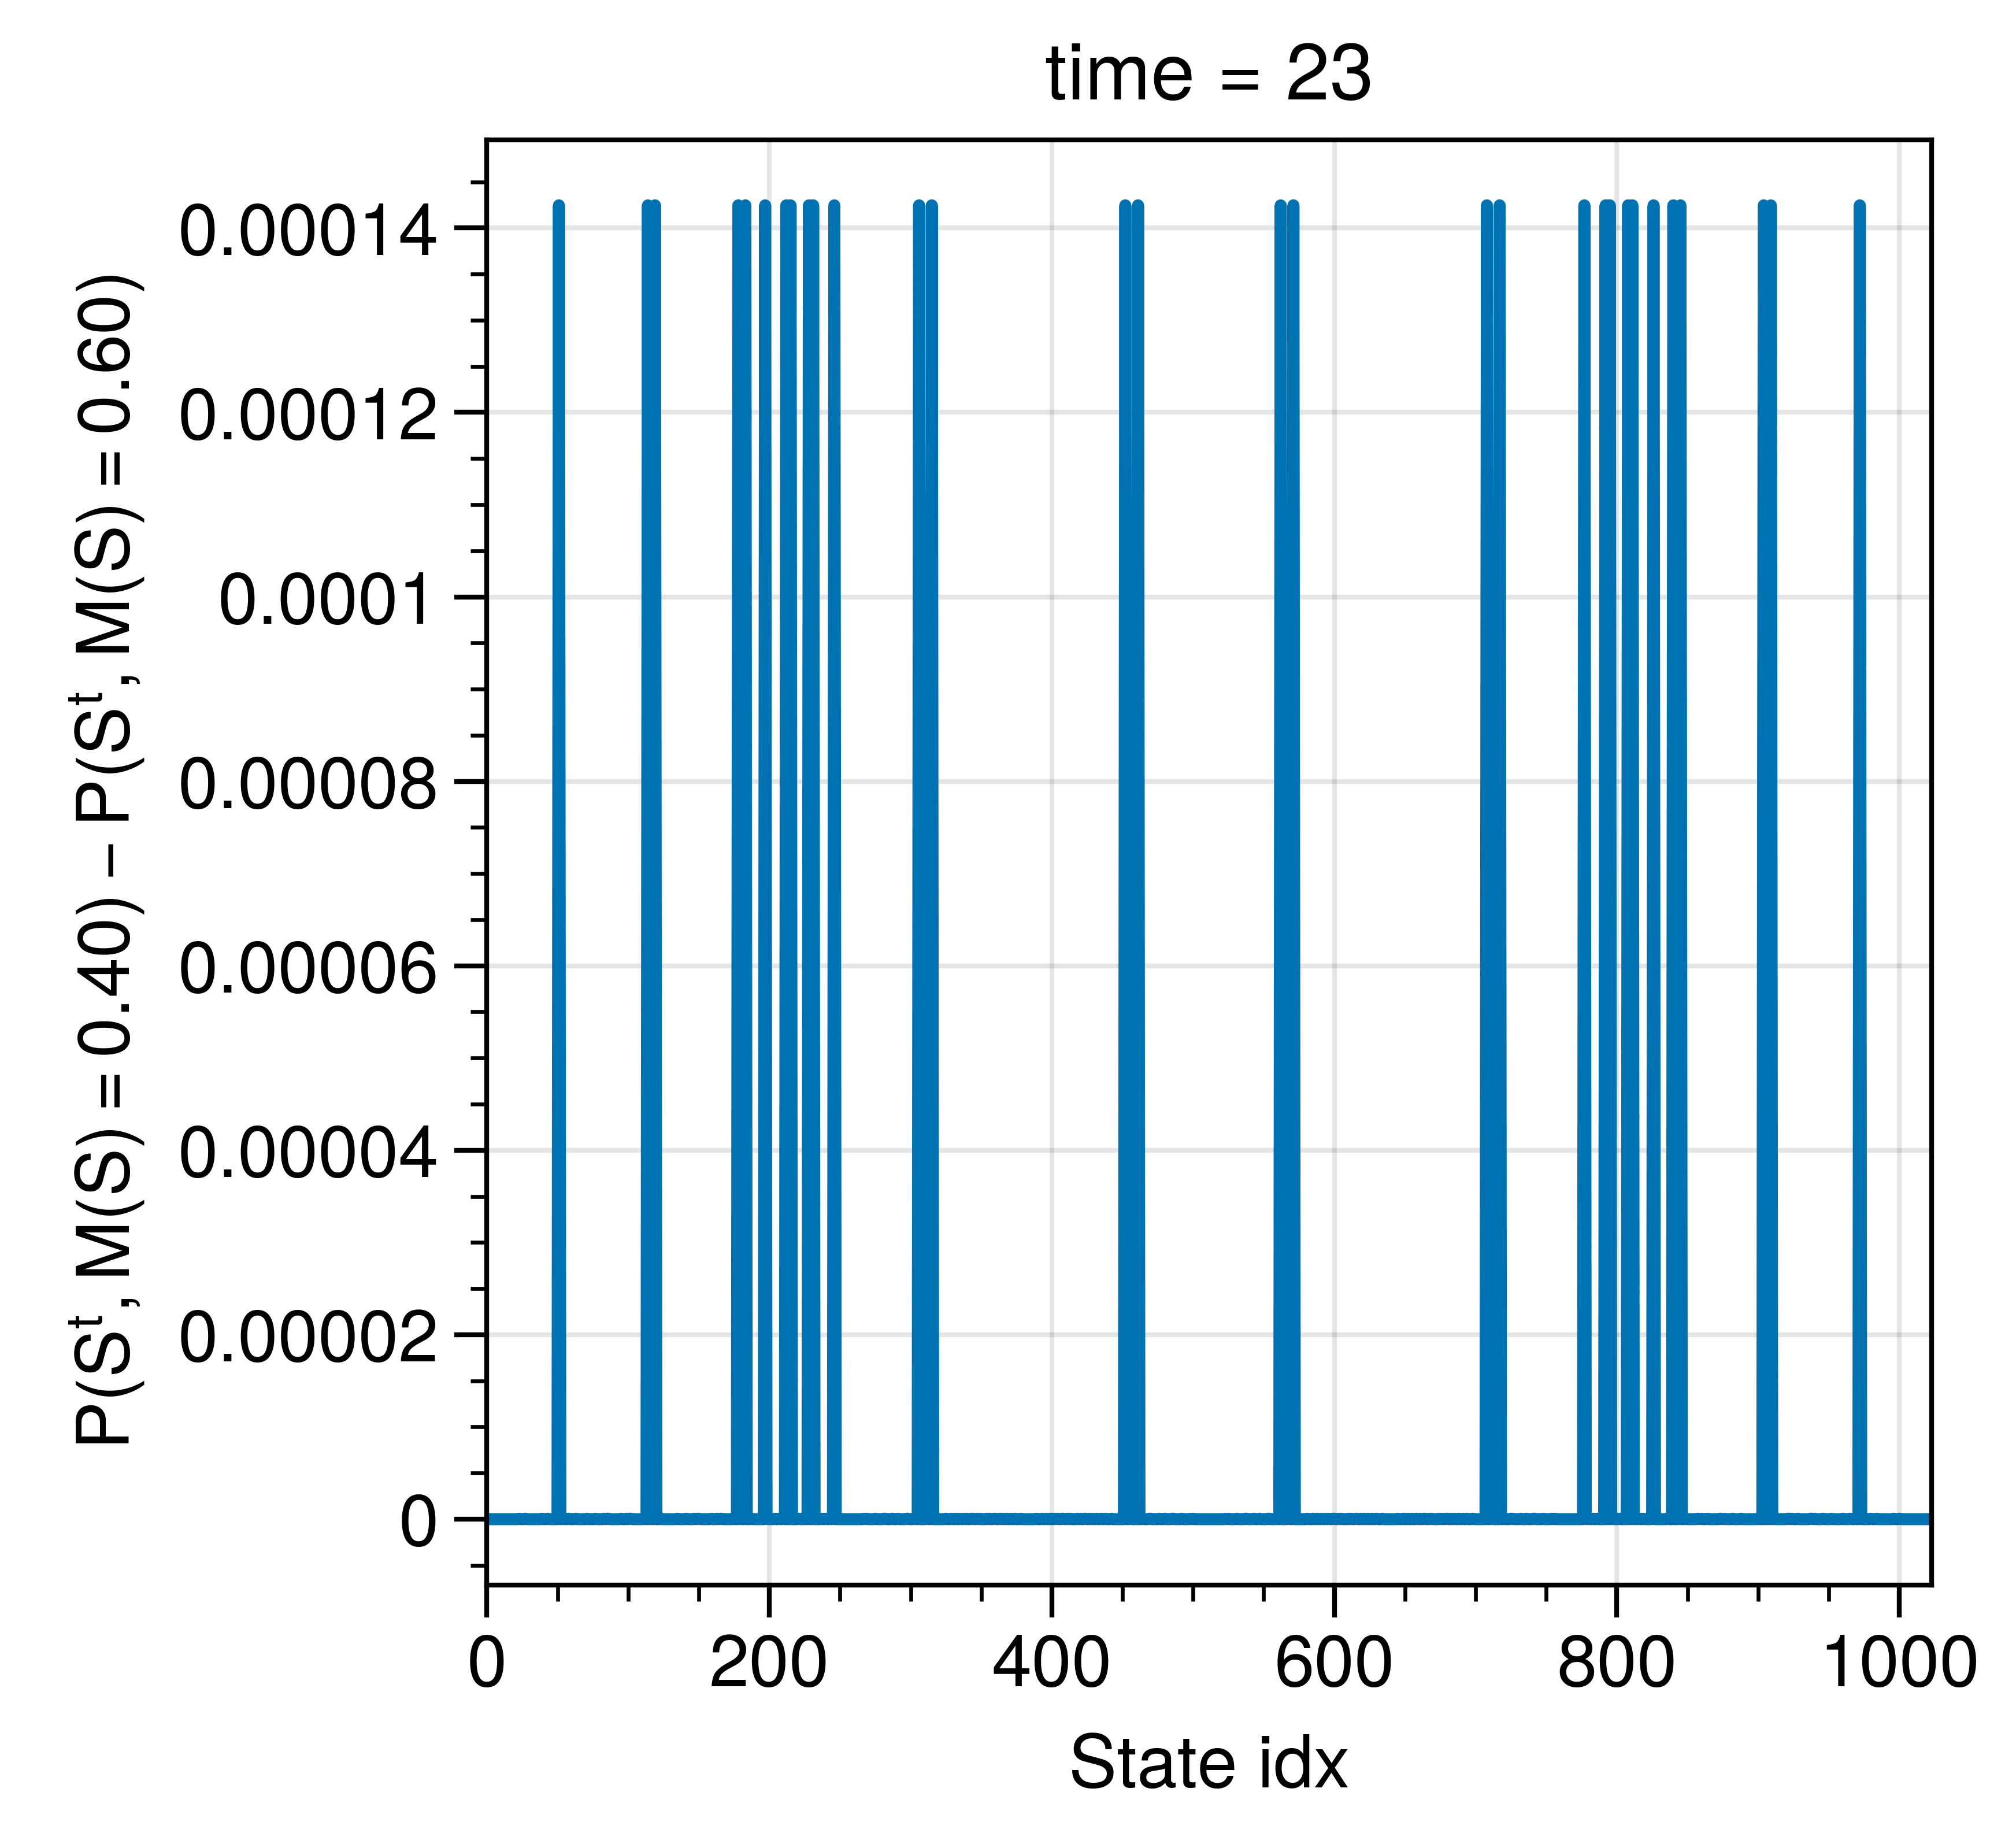 time = 23
P(Sᵗ, M(S) = 0.40) – P(Sᵗ, M(S) = 0.60)
0.00014
0.00012
0.0001
0.00008
0.00006
0.00004
0.00002
0
0 200 400 600 800 1000
State idx